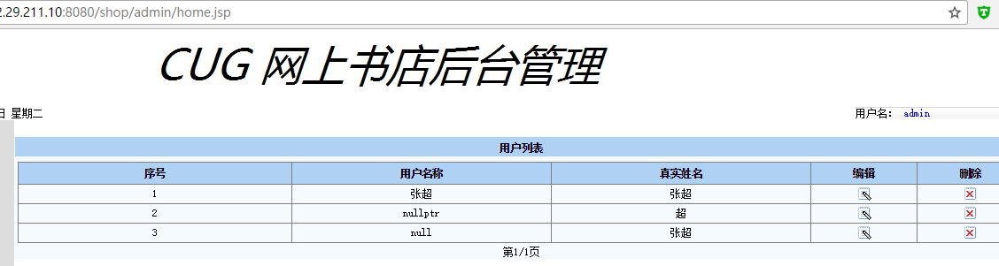 2.29.211.10:8080/shop/admin/home.jsp
CUG 网上书店后台管理
日 星期二 用户名: admin
用户列表
序号 用户名称 真实姓名 编辑 删除
1 张超 张超
2 nullptr 超
3 null 张超
第1/1页